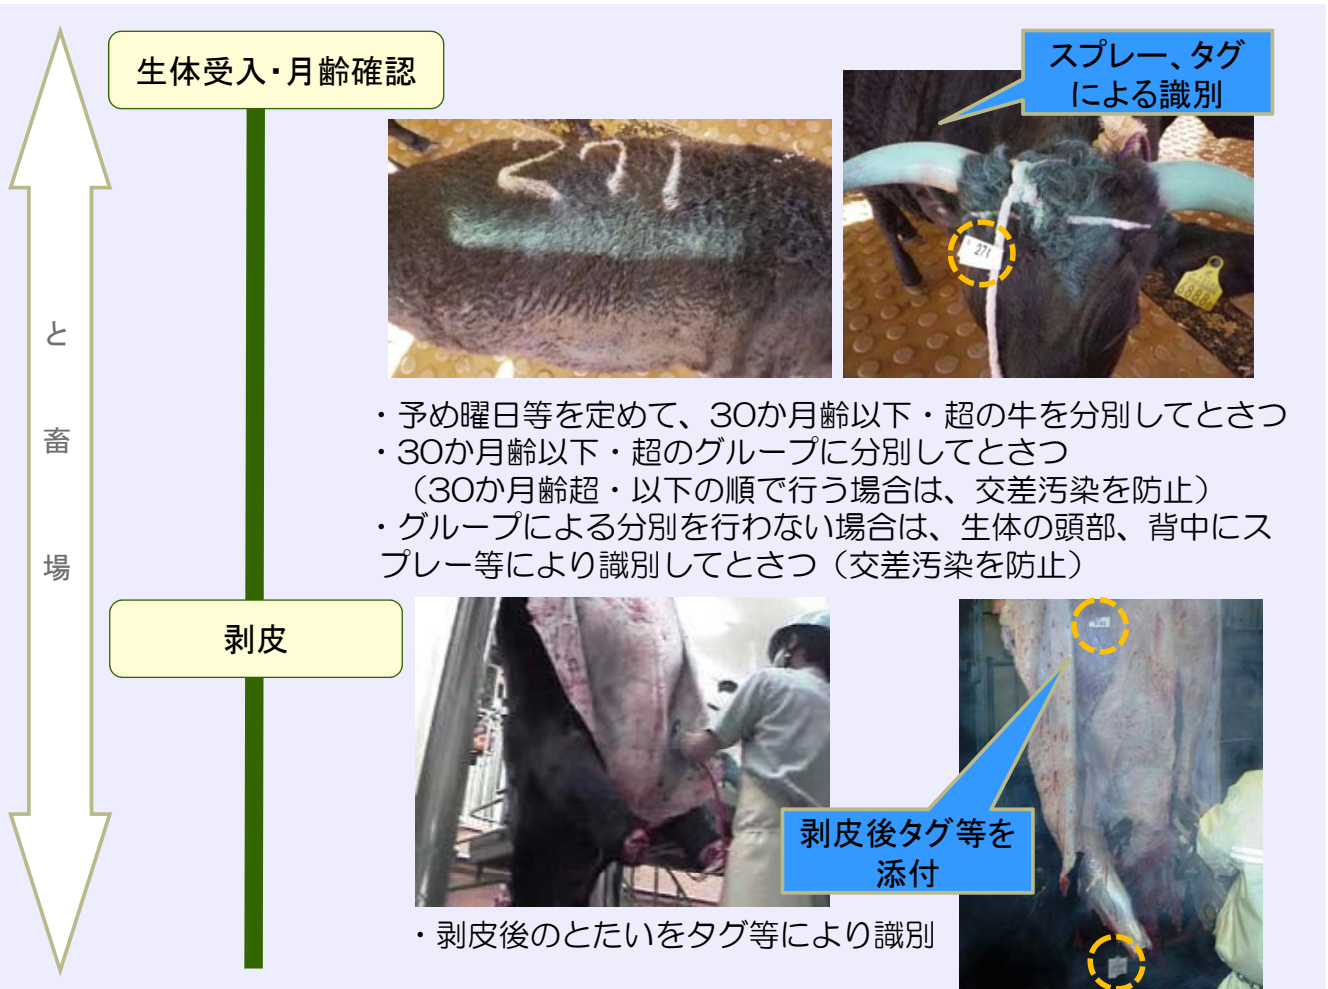 生体受入・月齢確認
スプレー、タグ
による識別
271
271
・予め曜日等を定めて、30か月齢以下・超の牛を分別してとさつ
・30か月齢以下・超のグループに分別してとさつ
（30か月齢超・以下の順で行う場合は、交差汚染を防止）
・グループによる分別を行わない場合は、生体の頭部、背中にス
プレー等により識別してとさつ（交差汚染を防止）
と畜場
剥皮
剥皮後タグ等を
添付
・剥皮後のとたいをタグ等により識別